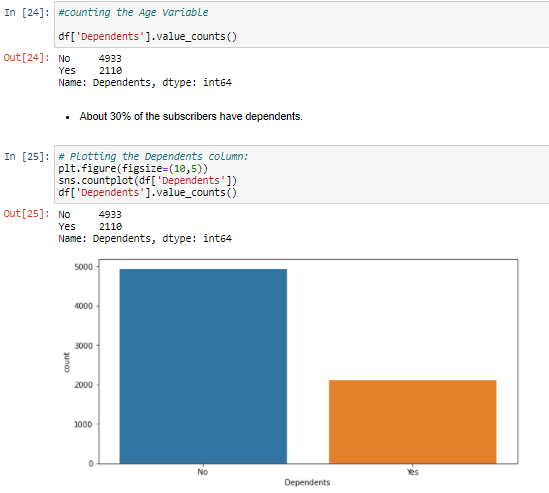 In [24]: #counting the Age Variable
df['Dependents'].value_counts()
Out[24]: No     4933
Yes    2110
Name: Dependents, dtype: int64
• About 30% of the subscribers have dependents.
In [25]: # Plotting the Dependents column:
plt.figure(figsize=(10,5))
sns.countplot(df['Dependents'])
df['Dependents'].value_counts()
Out[25]: No     4933
Yes    2110
Name: Dependents, dtype: int64
5000
4000
3000
2000
1000
0
count
No Yes
Dependents